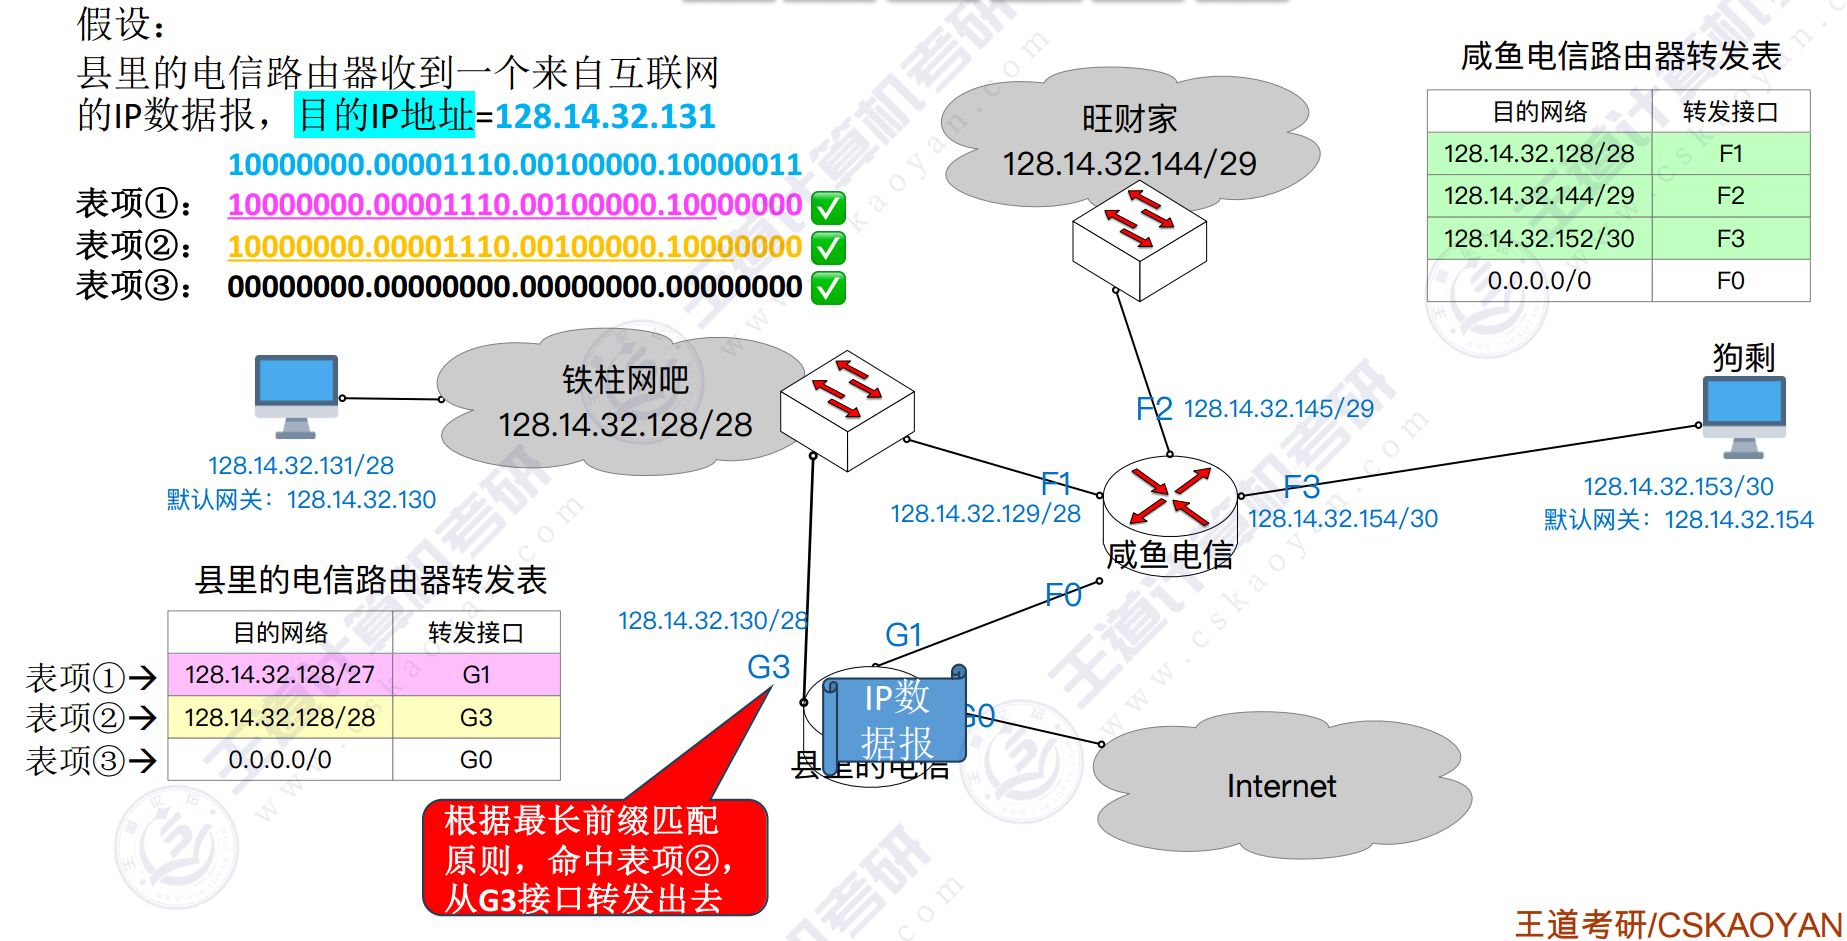 假设：
县里的电信路由器收到一个来自互联网
的IP数据报，目的IP地址=128.14.32.131
10000000.00001110.00100000.10000011
表项①： 10000000.00001110.00100000.10000000
表项②： 10000000.00001110.00100000.10000000
表项③： 00000000.00000000.00000000.00000000
旺财家
128.14.32.144/29
咸鱼电信路由器转发表
目的网络 转发接口
128.14.32.128/28 F1
128.14.32.144/29 F2
128.14.32.152/30 F3
0.0.0.0/0 F0
铁柱网吧
128.14.32.128/28
128.14.32.131/28
默认网关：128.14.32.130
F2 128.14.32.145/29
F1
128.14.32.129/28
F3
128.14.32.154/30
咸鱼电信
狗剩
128.14.32.153/30
默认网关：128.14.32.154
F0
G1
128.14.32.130/28
G3
G0
IP数
据报
县里的电信
Internet
县里的电信路由器转发表
目的网络 转发接口
表项①→ 128.14.32.128/27 G1
表项②→ 128.14.32.128/28 G3
表项③→ 0.0.0.0/0 G0
根据最长前缀匹配
原则，命中表项②，
从G3接口转发出去
王道考研/CSKAOYAN
王道计算机考研
www.cskaoyan.com